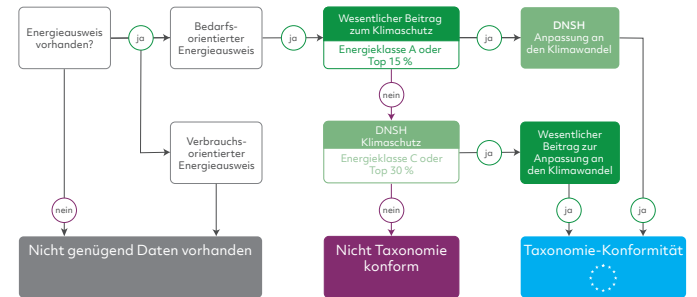 Energieausweis
vorhanden?
ja
Bedarfs-
orientierter
Energieausweis
ja
Wesentlicher Beitrag
zum Klimaschutz
Energieklasse A oder
Top 15 %
ja
DNSH
Anpassung an
den Klimawandel
nein
Verbrauchs-
orientierter
Energieausweis
DNSH
Klimaschutz
Energieklasse C oder
Top 30 %
ja
Wesentlicher
Beitrag zur
Anpassung an
den Klimawandel
nein
nein
ja
ja
Nicht genügend Daten vorhanden
Nicht Taxonomie
konform
Taxonomie-Konformität